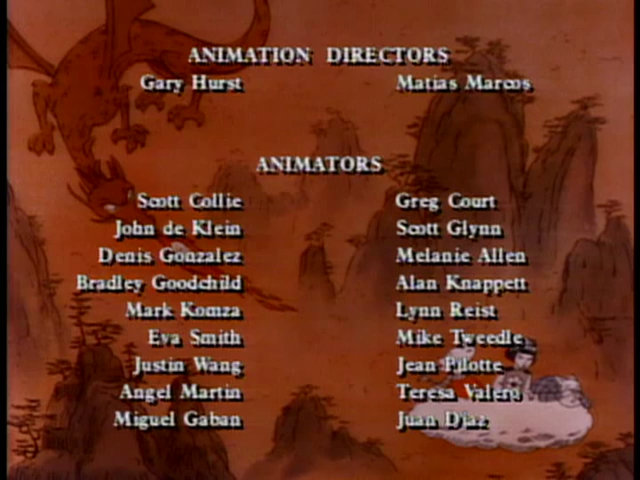 ANIMATION DIRECTORS
Gary Hurst Matias Marcos
ANIMATORS
Scott Collie Greg Court
John de Klein Scott Glynn
Denis Gonzalez Melanie Allen
Bradley Goodchild Alan Knappett
Mark Komza Lynn Reist
Eva Smith Mike Tweedle
Justin Wang Jean Pilotte
Angel Martin Teresa Valero
Miguel Gaban Juan Diaz